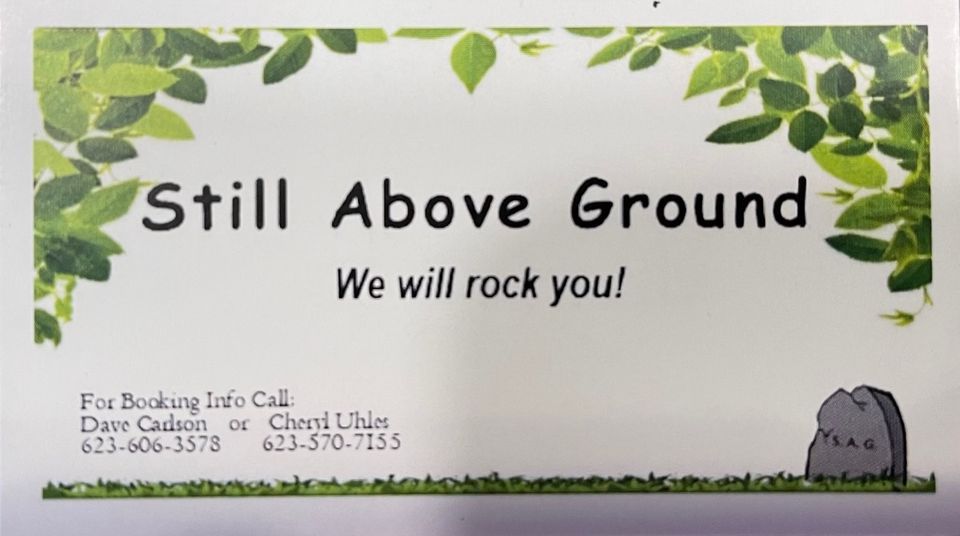 Still Above Ground
We will rock you!
For Booking Info Call:
Dave Carlson or Cheryl Uhles
623-606-3578 623-570-7155
S. A. G.